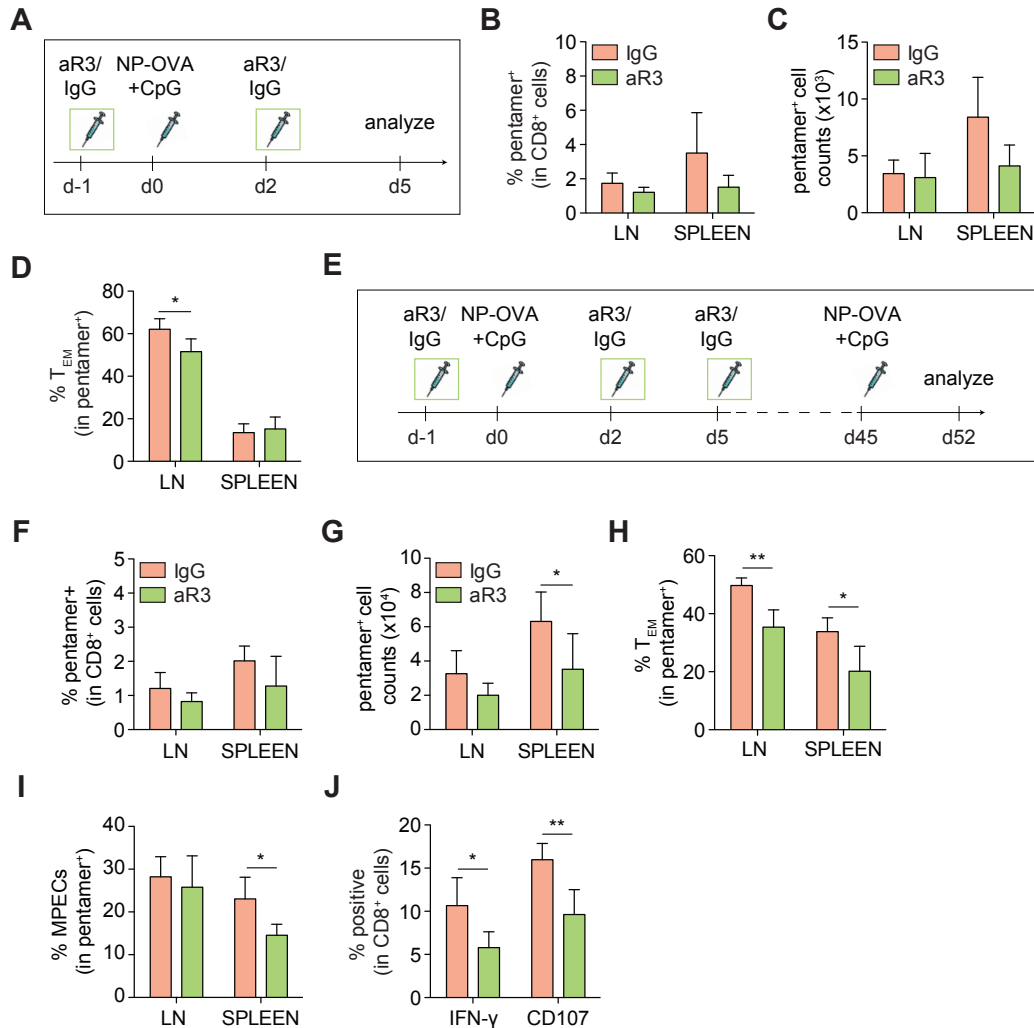 A
aR3/
IgG
NP-OVA
+CpG
aR3/
IgG
analyze
d-1
d0
d2
d5
B
% pentamer⁺
(in CD8⁺ cells)
10
8
6
4
2
0
IgG
aR3
LN
SPLEEN
C
pentamer⁺ cell
counts (x10³)
15
10
5
0
IgG
aR3
LN
SPLEEN
D
% TEM
(in pentamer⁺)
80
60
40
20
0
*
LN
SPLEEN
E
aR3/
IgG
NP-OVA
+CpG
aR3/
IgG
aR3/
IgG
NP-OVA
+CpG
analyze
d-1
d0
d2
d5
d45
d52
F
% pentamer+
(in CD8⁺ cells)
5
4
3
2
1
0
IgG
aR3
LN
SPLEEN
G
pentamer⁺ cell
counts (x10⁴)
8
6
4
2
0
IgG
aR3
*
LN
SPLEEN
H
% TEM
(in pentamer⁺)
60
40
20
0
**
*
LN
SPLEEN
I
% MPECs
(in pentamer⁺)
40
30
20
10
0
*
LN
SPLEEN
J
% positive
(in CD8⁺ cells)
20
15
10
5
0
*
**
IFN-γ
CD107